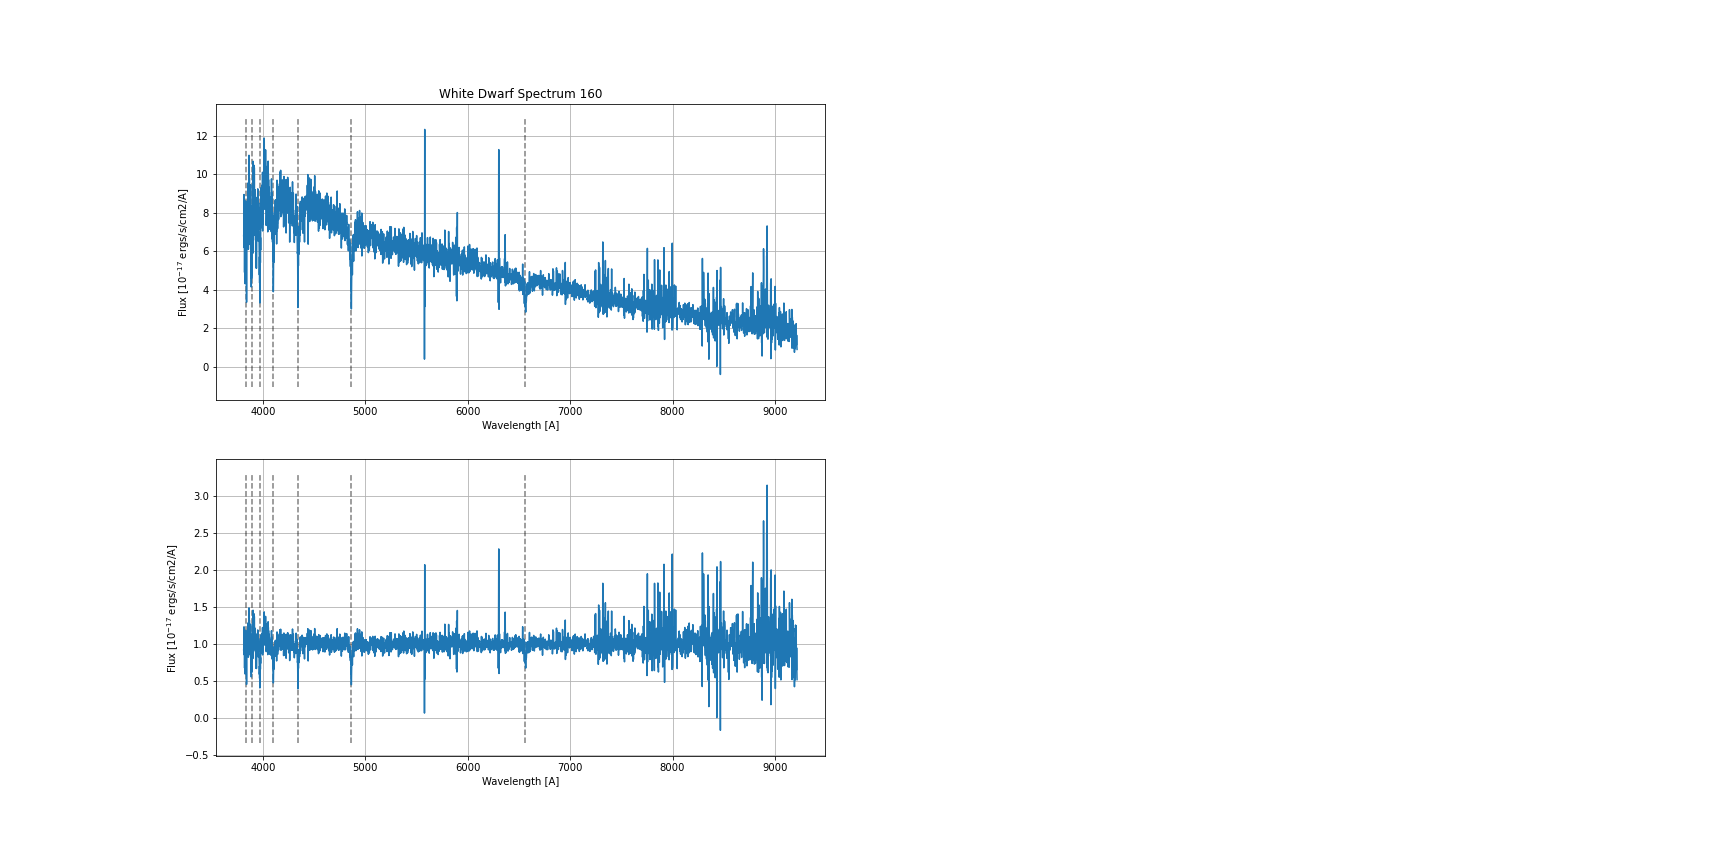 White Dwarf Spectrum 160
12
10
8
6
4
2
0
Flux [10⁻¹⁷ ergs/s/cm2/A]
4000 5000 6000 7000 8000 9000
Wavelength [A]
3.0
2.5
2.0
1.5
1.0
0.5
0.0
−0.5
Flux [10⁻¹⁷ ergs/s/cm2/A]
4000 5000 6000 7000 8000 9000
Wavelength [A]